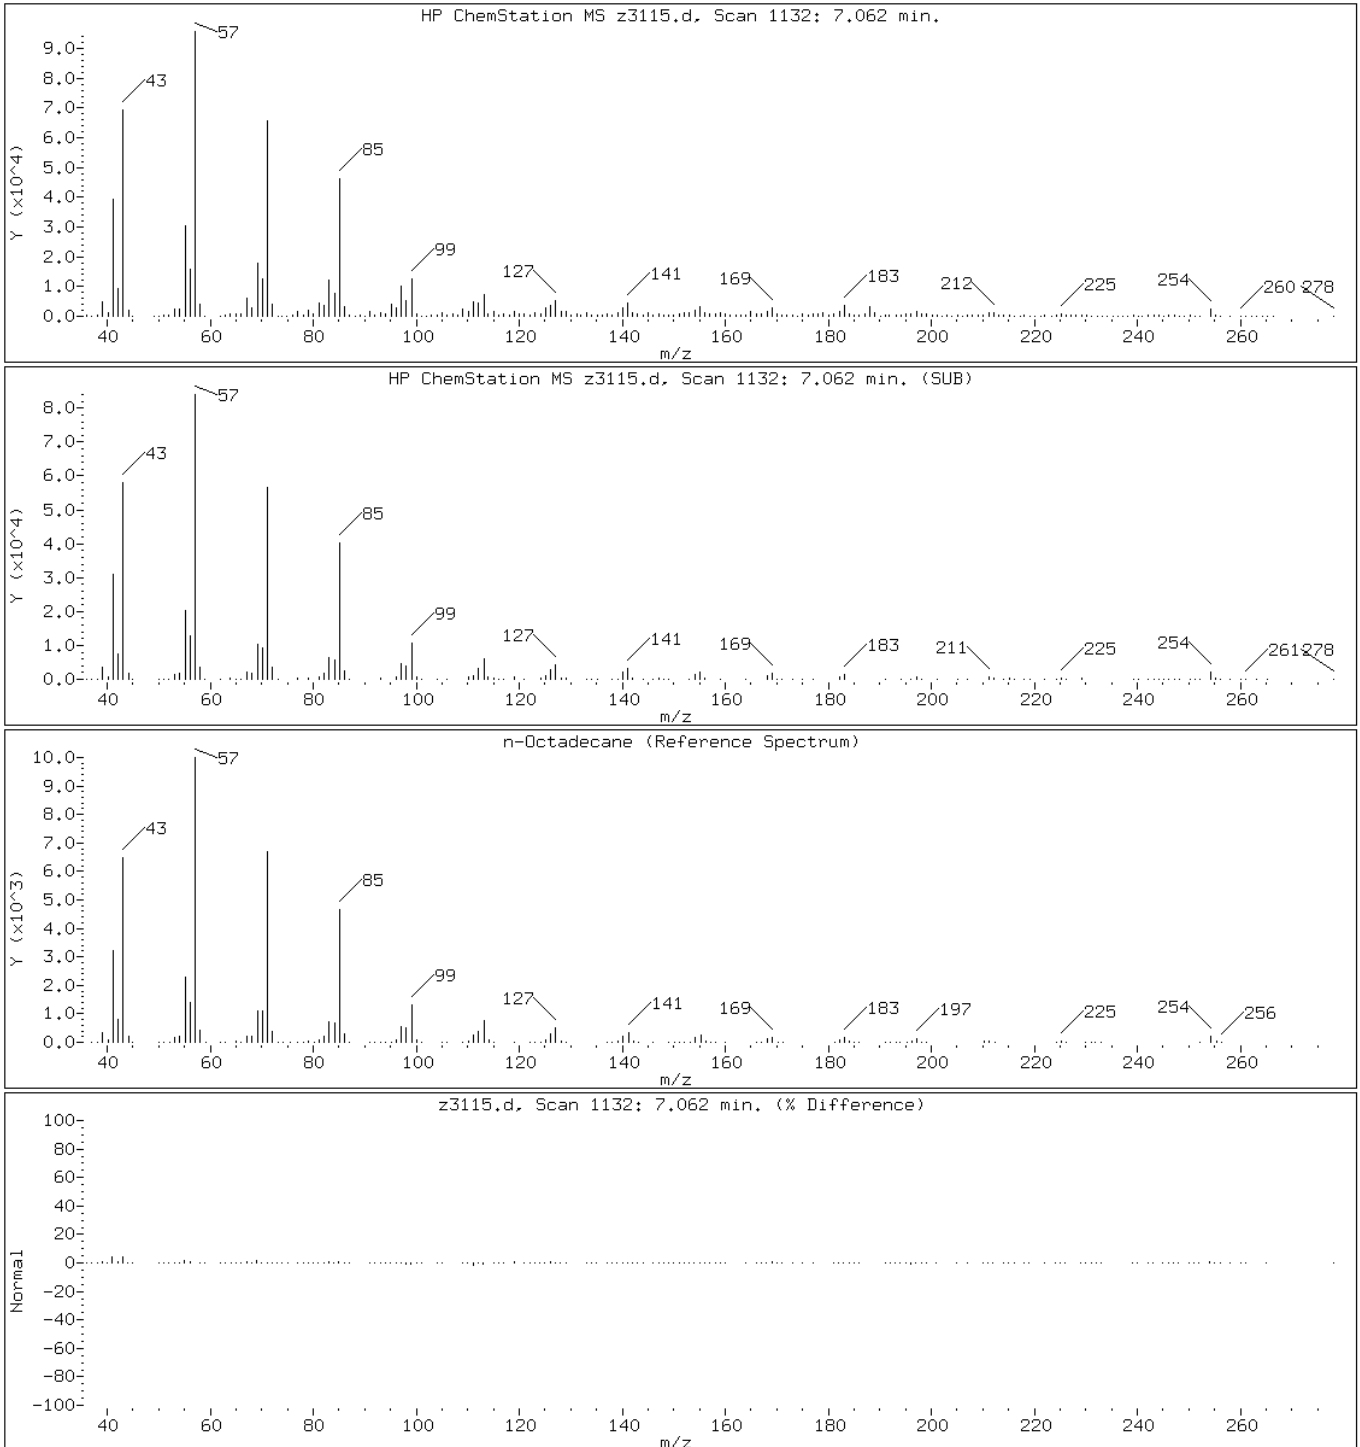 HP ChemStation MS z3115.d, Scan 1132: 7.062 min.
57
9.0
8.0
43
7.0
6.0
85
5.0
Y (x10^4)
4.0
3.0
99
2.0
127 141 169 183 212 225 254 260 278
1.0
0.0
40 60 80 100 120 140 160 180 200 220 240 260
m/z
HP ChemStation MS z3115.d, Scan 1132: 7.062 min. (SUB)
57
8.0
7.0
43
6.0
5.0
85
Y (x10^4)
4.0
3.0
2.0
99
127 141 169 183 211 225 254 261 278
1.0
0.0
40 60 80 100 120 140 160 180 200 220 240 260
m/z
n-Octadecane (Reference Spectrum)
57
10.0
9.0
8.0
43
7.0
6.0
85
5.0
Y (x10^3)
4.0
3.0
99
2.0
127 141 169 183 197 225 254 256
1.0
0.0
40 60 80 100 120 140 160 180 200 220 240 260
m/z
z3115.d, Scan 1132: 7.062 min. (% Difference)
100
80
60
40
20
0
Normal
-20
-40
-60
-80
-100
40 60 80 100 120 140 160 180 200 220 240 260
m/z